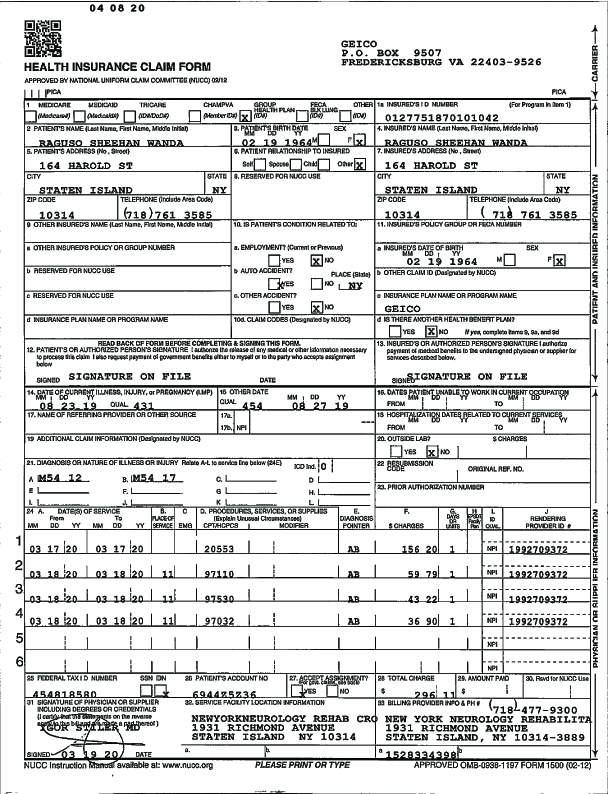 04 08 20
GEICO
P.O. BOX 9507
FREDERICKSBURG VA 22403-9526
HEALTH INSURANCE CLAIM FORM
APPROVED BY NATIONAL UNIFORM CLAIM COMMITTEE (NUCC) 02/12
PICA PICA
CARRIER
1 MEDICARE MEDICAID TRICARE CHAMPVA GROUP HEALTH PLAN FECA BLK LUNG OTHER 1a INSURED'S ID NUMBER (For Program in Item 1)
(Medicare#) (Medicaid#) (ID#/DoD#) (Member ID#) X (ID#) (ID#) (ID#) 0127751870101042
2 PATIENT'S NAME (Last Name, First Name, Middle Initial) 3. PATIENT'S BIRTH DATE SEX 4. INSURED'S NAME (Last Name, First Name, Middle Initial)
MM DD YY
RAGUSO SHEEHAN WANDA 02 19 1964 M F X RAGUSO SHEEHAN WANDA
5. PATIENT'S ADDRESS (No., Street) 6. PATIENT RELATIONSHIP TO INSURED 7. INSURED'S ADDRESS (No., Street)
164 HAROLD ST Self Spouse Child Other X 164 HAROLD ST
CITY STATE 8. RESERVED FOR NUCC USE CITY STATE
STATEN ISLAND NY STATEN ISLAND NY
ZIP CODE TELEPHONE (Include Area Code) ZIP CODE TELEPHONE (Include Area Code)
10314 (718) 761 3585 10314 ( 718 761 3585
9 OTHER INSURED'S NAME (Last Name, First Name, Middle Initial) 10. IS PATIENT'S CONDITION RELATED TO: 11. INSURED'S POLICY GROUP OR FECA NUMBER
a OTHER INSURED'S POLICY OR GROUP NUMBER a. EMPLOYMENT? (Current or Previous) a INSURED'S DATE OF BIRTH SEX
MM DD YY
YES X NO 02 19 1964 M F X
b RESERVED FOR NUCC USE b AUTO ACCIDENT? PLACE (State) b OTHER CLAIM ID (Designated by NUCC)
X YES NO NY
c RESERVED FOR NUCC USE c. OTHER ACCIDENT? c INSURANCE PLAN NAME OR PROGRAM NAME
YES X NO GEICO
d INSURANCE PLAN NAME OR PROGRAM NAME 10d. CLAIM CODES (Designated by NUCC) d IS THERE ANOTHER HEALTH BENEFIT PLAN?
YES X NO If yes, complete items 9, 9a, and 9d
PATIENT AND INSURED INFORMATION
READ BACK OF FORM BEFORE COMPLETING & SIGNING THIS FORM.
12. PATIENT'S OR AUTHORIZED PERSON'S SIGNATURE I authorize the release of any medical or other information necessary
to process this claim I also request payment of government benefits either to myself or to the party who accepts assignment
below
SIGNED SIGNATURE ON FILE DATE
13. INSURED'S OR AUTHORIZED PERSON'S SIGNATURE I authorize
payment of medical benefits to the undersigned physician or supplier for
services described below.
SIGNED SIGNATURE ON FILE
14. DATE OF CURRENT ILLNESS, INJURY, or PREGNANCY (LMP) 15 OTHER DATE 16. DATES PATIENT UNABLE TO WORK IN CURRENT OCCUPATION
MM DD YY MM DD YY MM DD YY MM DD YY
08 23 19 QUAL 431 QUAL 454 08 27 19 FROM TO
17. NAME OF REFERRING PROVIDER OR OTHER SOURCE 17a. 18 HOSPITALIZATION DATES RELATED TO CURRENT SERVICES
MM DD YY MM DD YY
17b. NPI FROM TO
19 ADDITIONAL CLAIM INFORMATION (Designated by NUCC) 20. OUTSIDE LAB? $ CHARGES
YES X NO
21. DIAGNOSIS OR NATURE OF ILLNESS OR INJURY Relate A-L to service line below (24E) ICD Ind. 0 22 RESUBMISSION CODE ORIGINAL REF. NO.
A M54 12 B. M54 17 C. D
E F. G. H. 23. PRIOR AUTHORIZATION NUMBER
I J. K L.
24 A. DATE(S) OF SERVICE B. C D. PROCEDURES, SERVICES, OR SUPPLIES E. F. G. H I. J
From To PLACE OF (Explain Unusual Circumstances) DIAGNOSIS DAYS OR UNITS EPSDT Family Plan ID RENDERING
MM DD YY MM DD YY SERVICE EMG CPT/HCPCS MODIFIER POINTER $ CHARGES QUAL. PROVIDER ID #
1 03 17 20 03 17 20 20553 AB 156 20 1 NPI 1992709372
2 03 18 20 03 18 20 11 97110 AB 59 79 1 NPI 1992709372
3 03 18 20 03 18 20 11 97530 AB 43 22 1 NPI 1992709372
4 03 18 20 03 18 20 11 97032 AB 36 90 1 NPI 1992709372
5 NPI
6 NPI
PHYSICIAN OR SUPPLIER INFORMATION
25 FEDERAL TAX I D NUMBER SSN EIN 26 PATIENT'S ACCOUNT NO 27. ACCEPT ASSIGNMENT? 28 TOTAL CHARGE 29. AMOUNT PAID 30. Rsvd for NUCC Use
454818580 X 694425236 X YES NO $ 296 11 $
31 SIGNATURE OF PHYSICIAN OR SUPPLIER
INCLUDING DEGREES OR CREDENTIALS
(I certify that the statements on the reverse
apply to this bill and are made a part thereof )
IGOR STILER MD
SIGNED 03 19 20 DATE
32. SERVICE FACILITY LOCATION INFORMATION
NEWYORKNEUROLOGY REHAB CRO
1931 RICHMOND AVENUE
STATEN ISLAND NY 10314
a. b.
33 BILLING PROVIDER INFO & PH # (718)477-9300
NEW YORK NEUROLOGY REHABILITA
1931 RICHMOND AVENUE
STATEN ISLAND, NY 10314-3889
a 1528334398 b
NUCC Instruction Manual available at: www.nucc.org PLEASE PRINT OR TYPE APPROVED OMB-0938-1197 FORM 1500 (02-12)